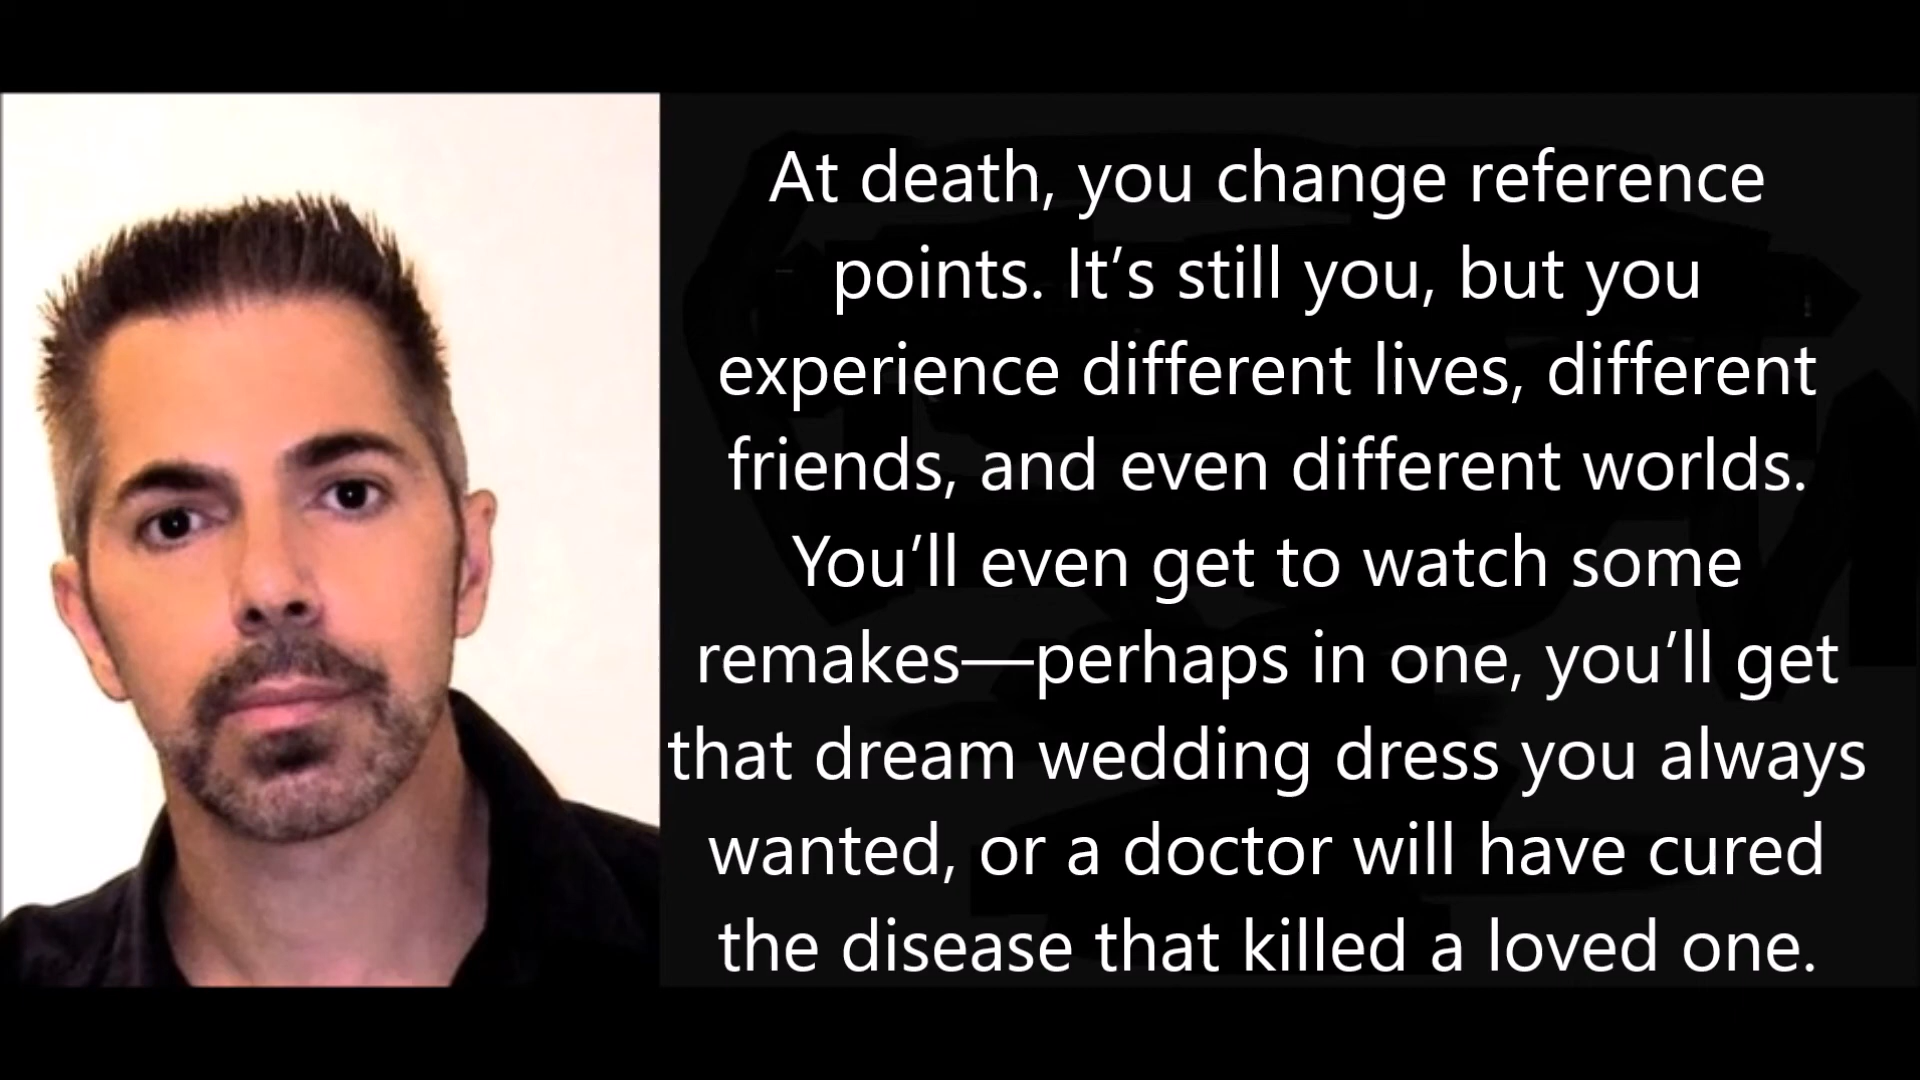 At death, you change reference
points. It’s still you, but you
experience different lives, different
friends, and even different worlds.
You’ll even get to watch some
remakes—perhaps in one, you’ll get
that dream wedding dress you always
wanted, or a doctor will have cured
the disease that killed a loved one.